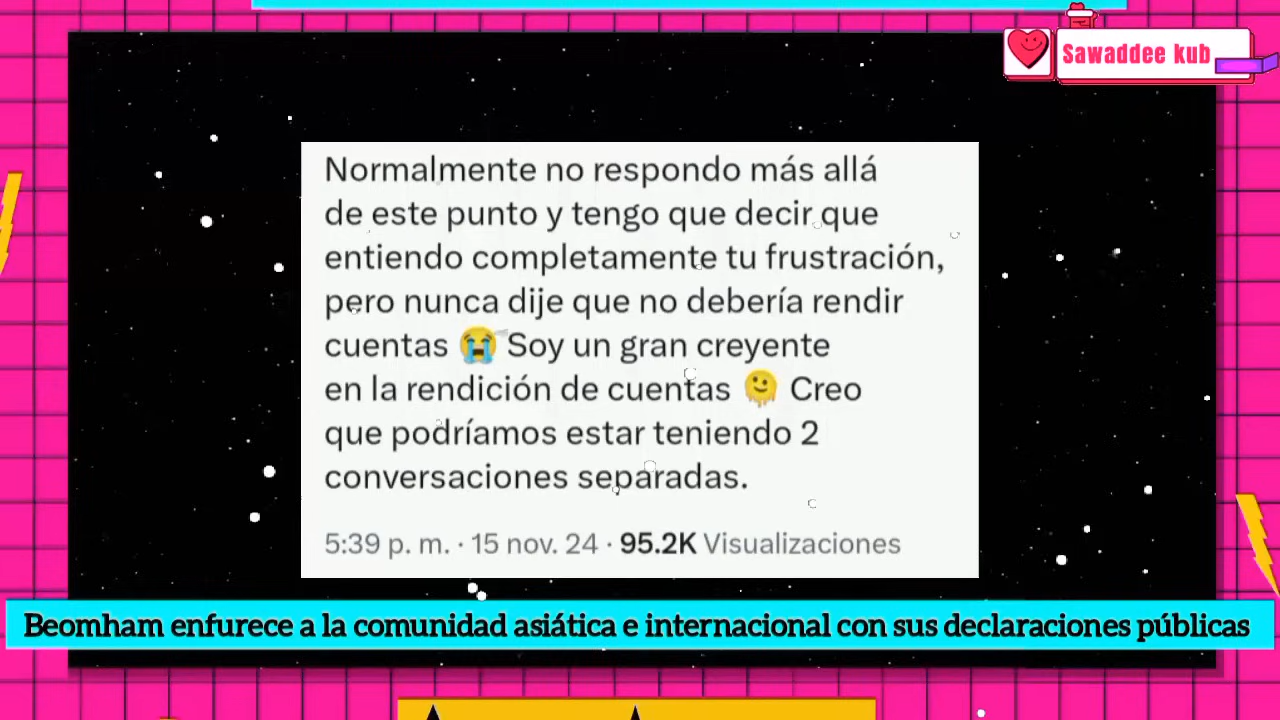 Sawaddee kub
Normalmente no respondo más allá
de este punto y tengo que decir que
entiendo completamente tu frustración,
pero nunca dije que no debería rendir
cuentas 😭 Soy un gran creyente
en la rendición de cuentas 🫠 Creo
que podríamos estar teniendo 2
conversaciones separadas.
5:39 p. m. · 15 nov. 24 · 95.2K Visualizaciones
Beomham enfurece a la comunidad asiática e internacional con sus declaraciones públicas